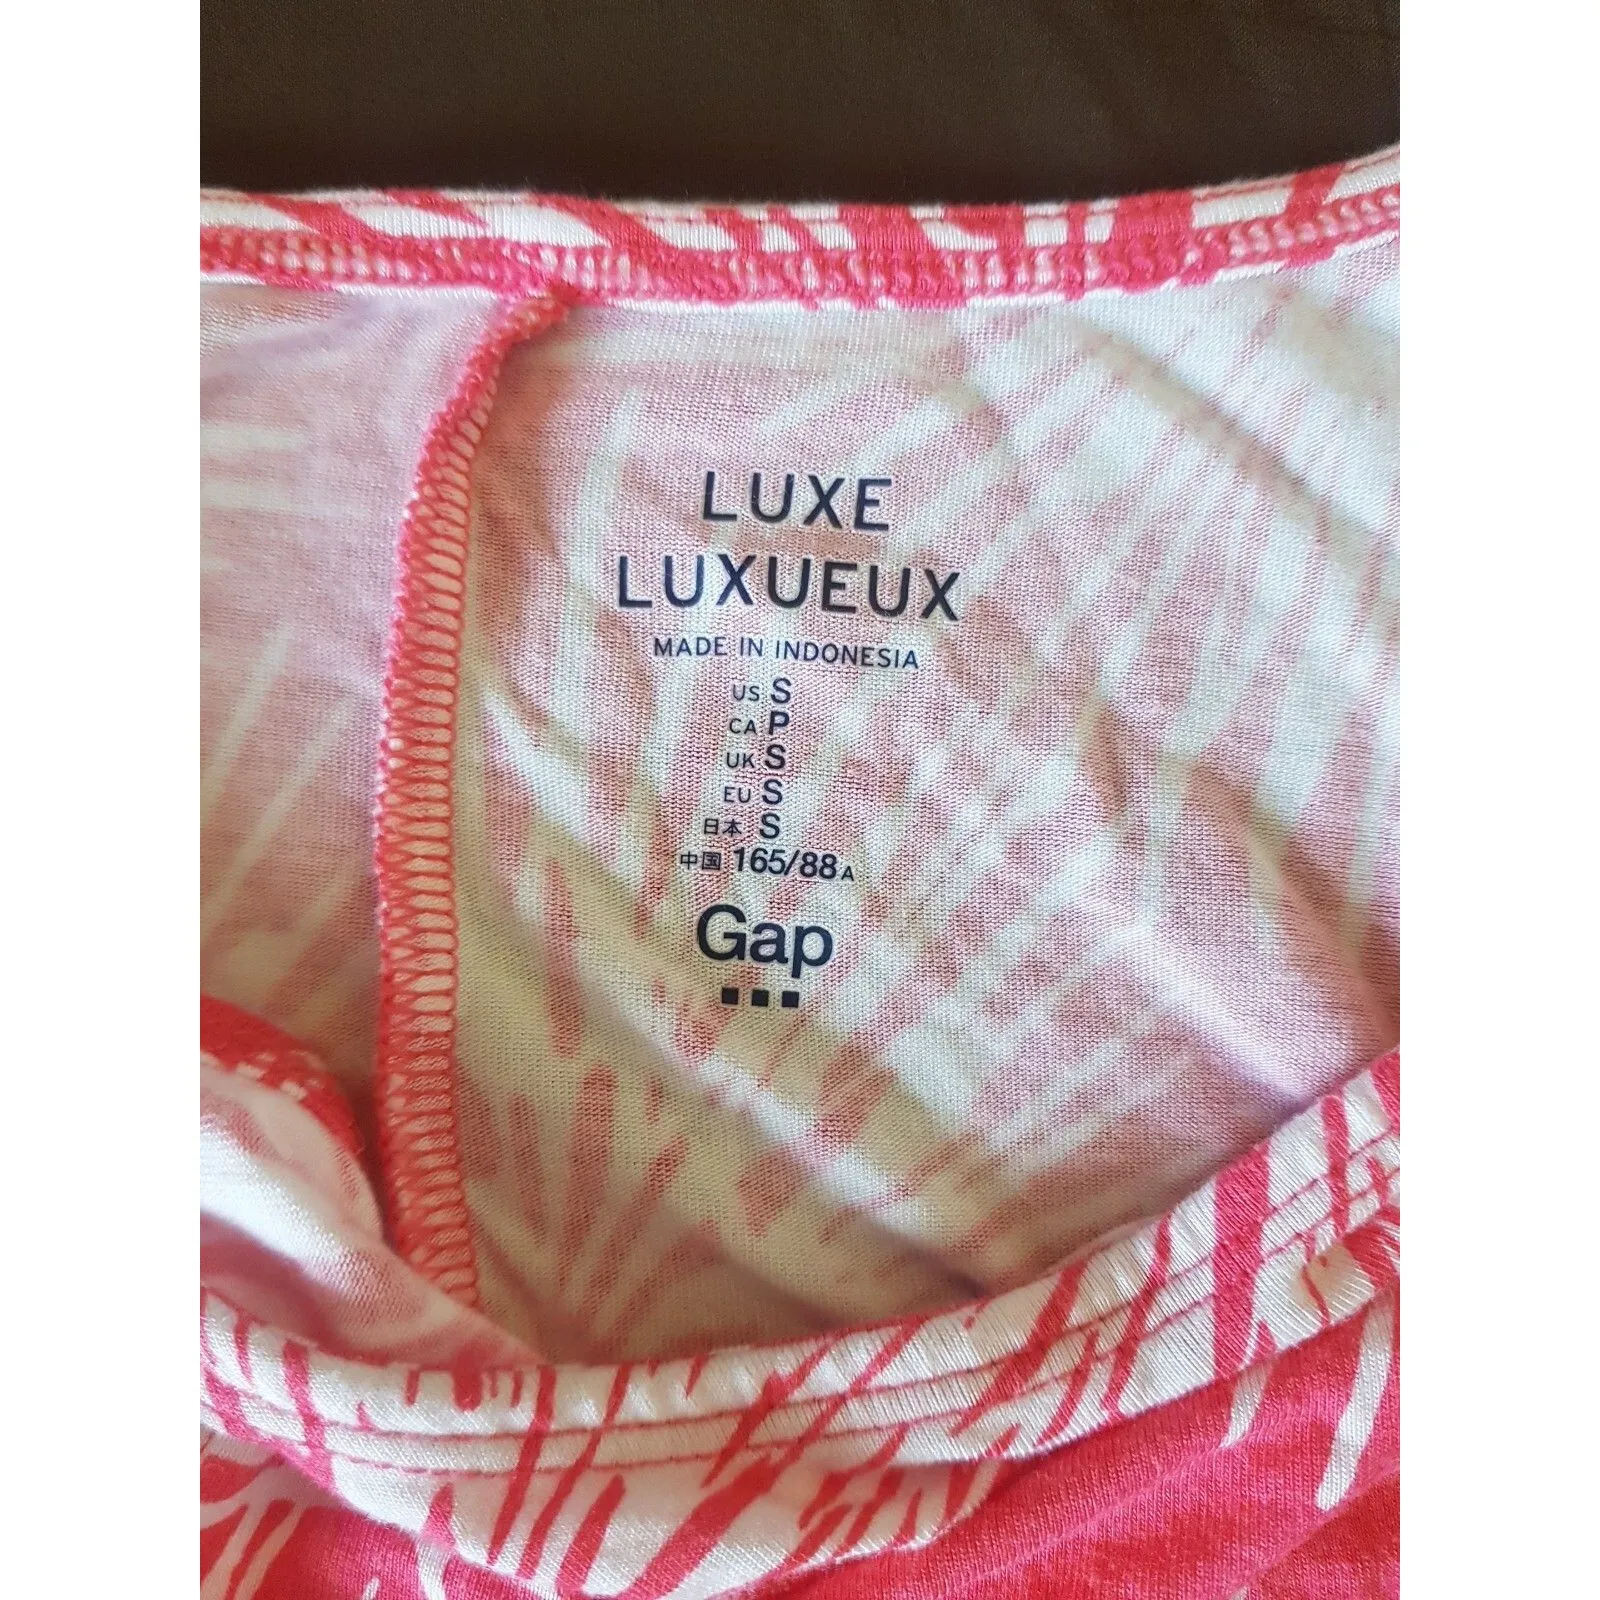 LUXE
LUXUEUX
MADE IN INDONESIA
US S
CA P
UK S
EU S
日本 S
中国 165/88A
Gap